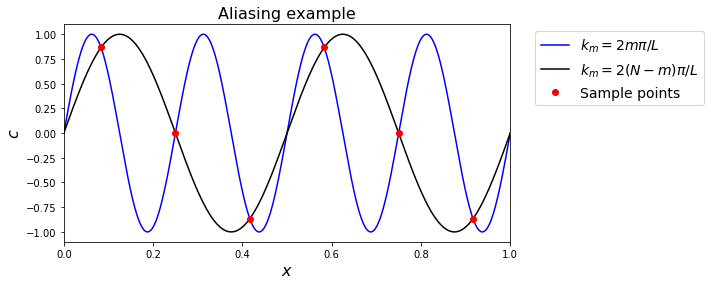 Aliasing example
1.00
0.75
0.50
0.25
0.00
−0.25
−0.50
−0.75
−1.00
c
0.0 0.2 0.4 0.6 0.8 1.0
x
k_m = 2mπ/L
k_m = 2(N − m)π/L
Sample points